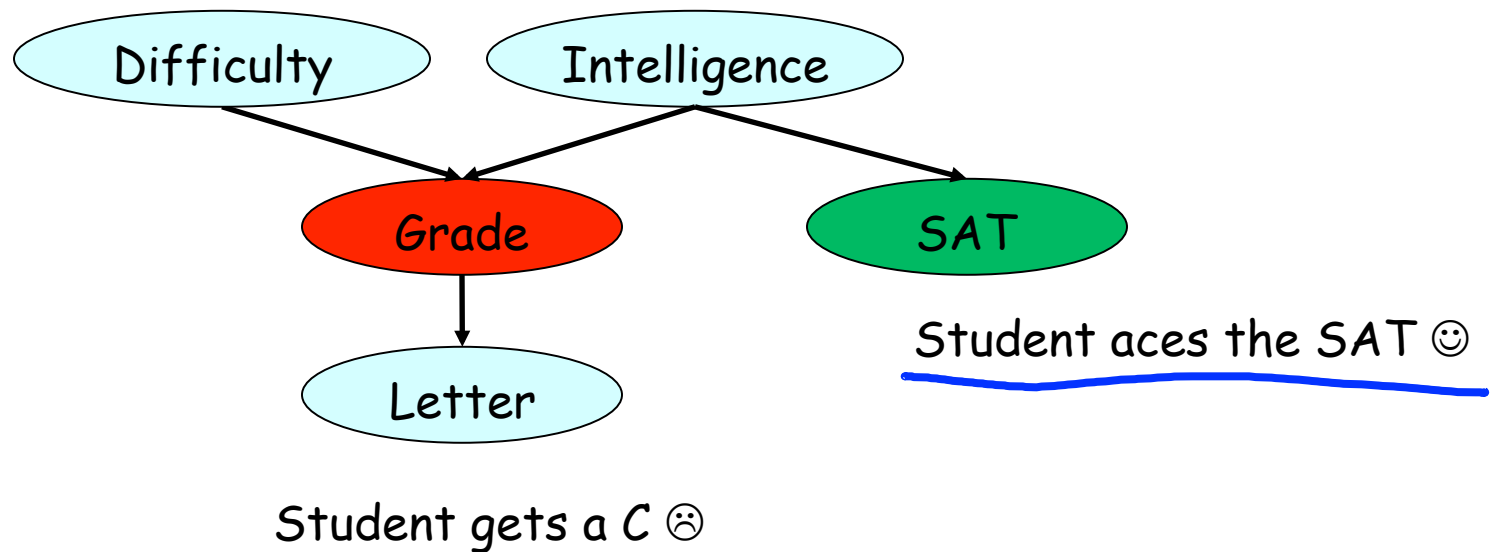 Difficulty
Intelligence
Grade
SAT
Student aces the SAT ☺
Letter
Student gets a C ☹